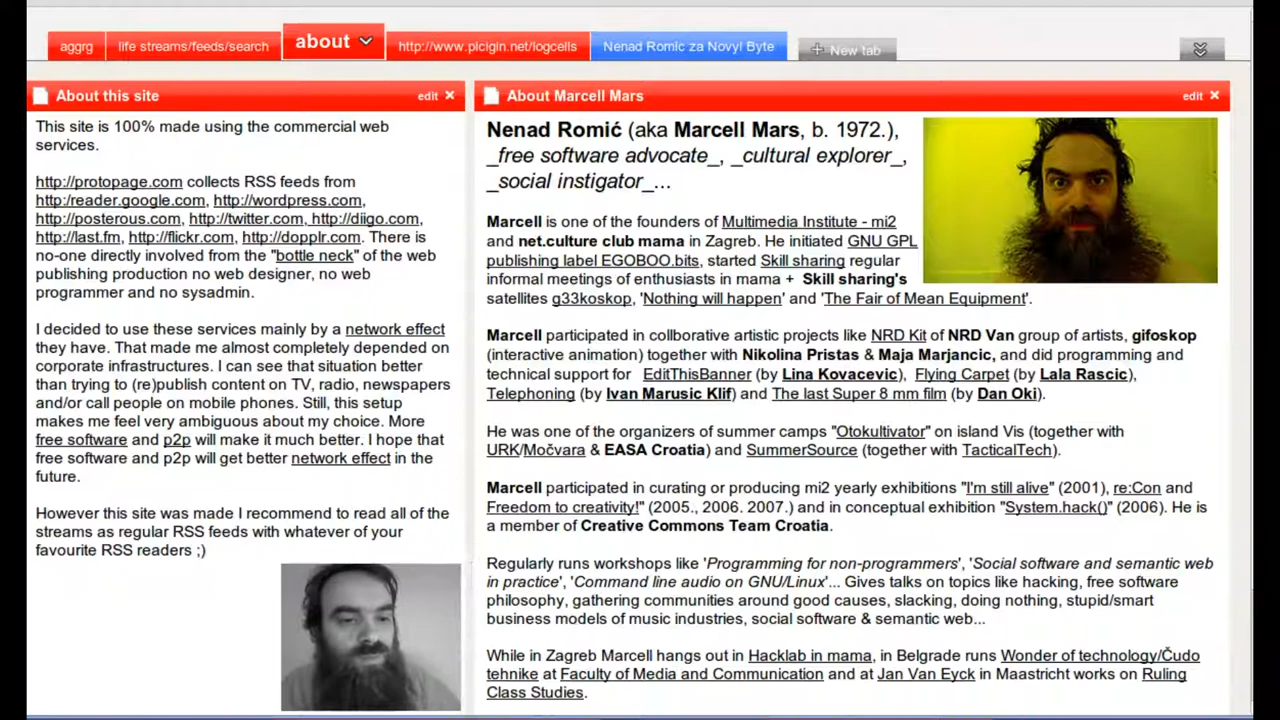 aggrg
life streams/feeds/search
about
http://www.picigin.net/logcells
Nenad Romic za Novyi Byte
New tab
About this site
edit
This site is 100% made using the commercial web
services.
http://protopage.com collects RSS feeds from
http:/reader.google.com, http://wordpress.com,
http://posterous.com, http://twitter.com, http://diigo.com,
http://last.fm, http://flickr.com, http://dopplr.com. There is
no-one directly involved from the "bottle neck" of the web
publishing production no web designer, no web
programmer and no sysadmin.
I decided to use these services mainly by a network effect
they have. That made me almost completely depended on
corporate infrastructures. I can see that situation better
than trying to (re)publish content on TV, radio, newspapers
and/or call people on mobile phones. Still, this setup
makes me feel very ambiguous about my choice. More
free software and p2p will make it much better. I hope that
free software and p2p will get better network effect in the
future.
However this site was made I recommend to read all of the
streams as regular RSS feeds with whatever of your
favourite RSS readers ;)
About Marcell Mars
edit
Nenad Romić (aka Marcell Mars, b. 1972.),
_free software advocate_, _cultural explorer_,
_social instigator_...
Marcell is one of the founders of Multimedia Institute - mi2
and net.culture club mama in Zagreb. He initiated GNU GPL
publishing label EGOBOO.bits, started Skill sharing regular
informal meetings of enthusiasts in mama + Skill sharing's
satellites g33koskop, 'Nothing will happen' and 'The Fair of Mean Equipment'.
Marcell participated in collborative artistic projects like NRD Kit of NRD Van group of artists, gifoskop
(interactive animation) together with Nikolina Pristas & Maja Marjancic, and did programming and
technical support for EditThisBanner (by Lina Kovacevic), Flying Carpet (by Lala Rascic),
Telephoning (by Ivan Marusic Klif) and The last Super 8 mm film (by Dan Oki).
He was one of the organizers of summer camps "Otokultivator" on island Vis (together with
URK/Močvara & EASA Croatia) and SummerSource (together with TacticalTech).
Marcell participated in curating or producing mi2 yearly exhibitions "I'm still alive" (2001), re:Con and
Freedom to creativity!" (2005., 2006. 2007.) and in conceptual exhibition "System.hack()" (2006). He is
a member of Creative Commons Team Croatia.
Regularly runs workshops like 'Programming for non-programmers', 'Social software and semantic web
in practice', 'Command line audio on GNU/Linux'... Gives talks on topics like hacking, free software
philosophy, gathering communities around good causes, slacking, doing nothing, stupid/smart
business models of music industries, social software & semantic web...
While in Zagreb Marcell hangs out in Hacklab in mama, in Belgrade runs Wonder of technology/Čudo
tehnike at Faculty of Media and Communication and at Jan Van Eyck in Maastricht works on Ruling
Class Studies.